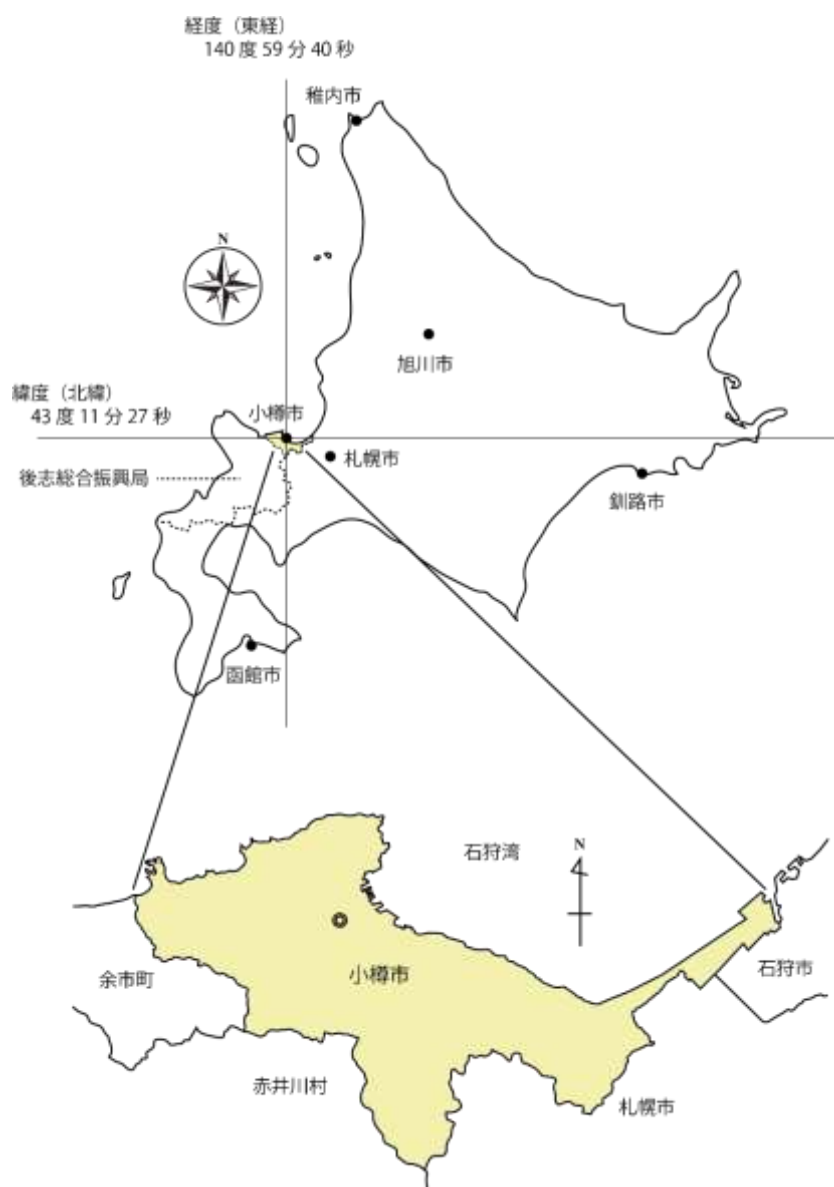 経度（東経）
140 度 59 分 40 秒
稚内市
N
旭川市
緯度（北緯）
43 度 11 分 27 秒
小樽市
札幌市
後志総合振興局
釧路市
函館市
石狩湾
N
小樽市
石狩市
余市町
赤井川村
札幌市